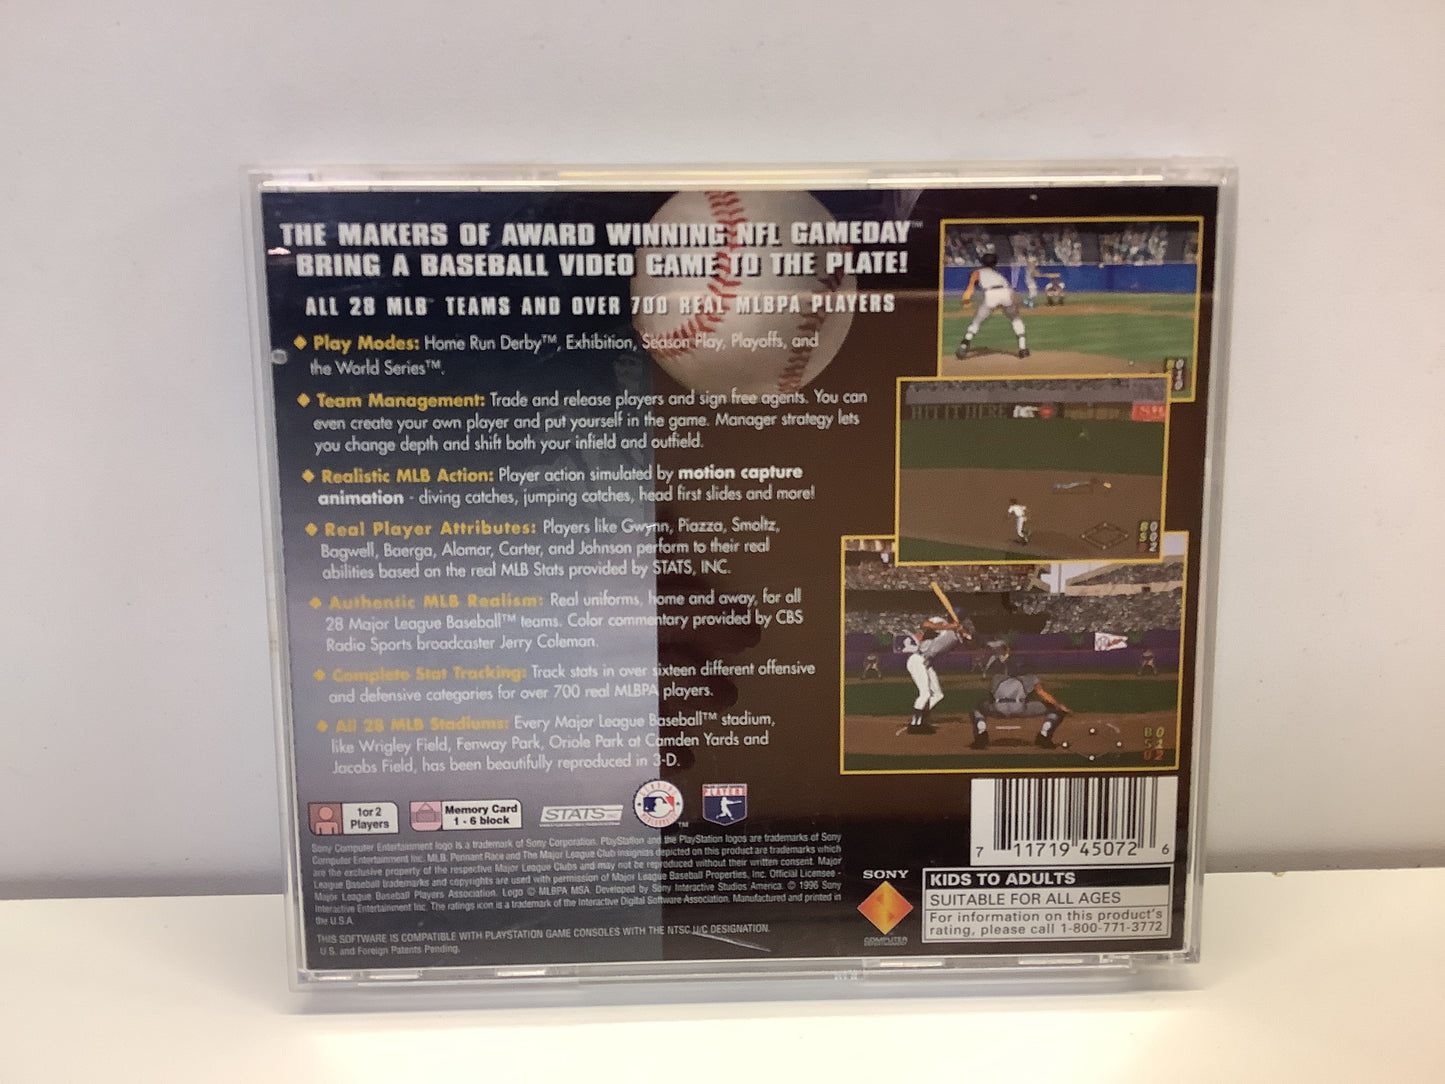 THE MAKERS OF AWARD WINNING NFL GAMEDAY™
BRING A BASEBALL VIDEO GAME TO THE PLATE!
ALL 28 MLB™ TEAMS AND OVER 700 REAL MLBPA PLAYERS
◆ Play Modes: Home Run Derby™, Exhibition, Season Play, Playoffs, and
the World Series™.
◆ Team Management: Trade and release players and sign free agents. You can
even create your own player and put yourself in the game. Manager strategy lets
you change depth and shift both your infield and outfield.
◆ Realistic MLB Action: Player action simulated by motion capture
animation - diving catches, jumping catches, head first slides and more!
◆ Real Player Attributes: Players like Gwynn, Piazza, Smoltz,
Bagwell, Baerga, Alomar, Carter, and Johnson perform to their real
abilities based on the real MLB Stats provided by STATS, INC.
◆ Authentic MLB Realism: Real uniforms, home and away, for all
28 Major League Baseball™ teams. Color commentary provided by CBS
Radio Sports broadcaster Jerry Coleman.
◆ Complete Stat Tracking: Track stats in over sixteen different offensive
and defensive categories for over 700 real MLBPA players.
◆ All 28 MLB Stadiums: Every Major League Baseball™ stadium,
like Wrigley Field, Fenway Park, Oriole Park at Camden Yards and
Jacobs Field, has been beautifully reproduced in 3-D.
HIT IT HERE
1 or 2
Players
Memory Card
1 - 6 block
STATS INC
PLAYERS
TM
Sony Computer Entertainment logo is a trademark of Sony Corporation. PlayStation and the PlayStation logos are trademarks of Sony
Computer Entertainment Inc. MLB, Pennant Race and The Major League Club insignias depicted on this product are trademarks which
are the exclusive property of the respective Major League Clubs and may not be reproduced without their written consent. Major
League Baseball trademarks and copyrights are used with permission of Major League Baseball Properties, Inc. Official Licensee -
Major League Baseball Players Association. Logo © MLBPA MSA. Developed by Sony Interactive Studios America. © 1996 Sony
Interactive Entertainment Inc. The ratings icon is a trademark of the Interactive Digital Software Association. Manufactured and printed in
the U.S.A.
THIS SOFTWARE IS COMPATIBLE WITH PLAYSTATION GAME CONSOLES WITH THE NTSC U/C DESIGNATION.
U.S. and Foreign Patents Pending.
7 11719 45072 6
SONY
COMPUTER
ENTERTAINMENT
KIDS TO ADULTS
SUITABLE FOR ALL AGES
For information on this product's
rating, please call 1-800-771-3772